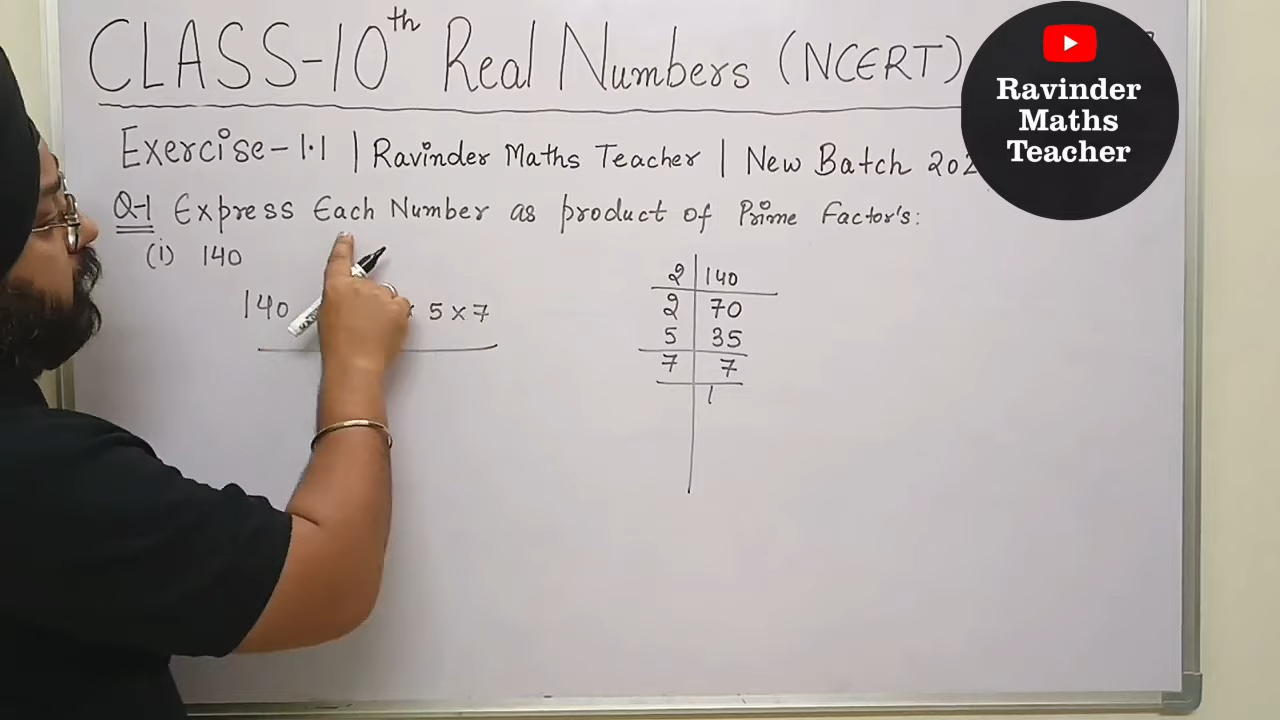 CLASS-10th Real Numbers (NCERT)
Ravinder
Maths
Teacher
Exercise-1.1 | Ravinder Maths Teacher | New Batch
Q-1 Express Each Number as product of Prime Factor's:
(i) 140
140 5 x 7
2 140
2 70
5 35
7 7
1